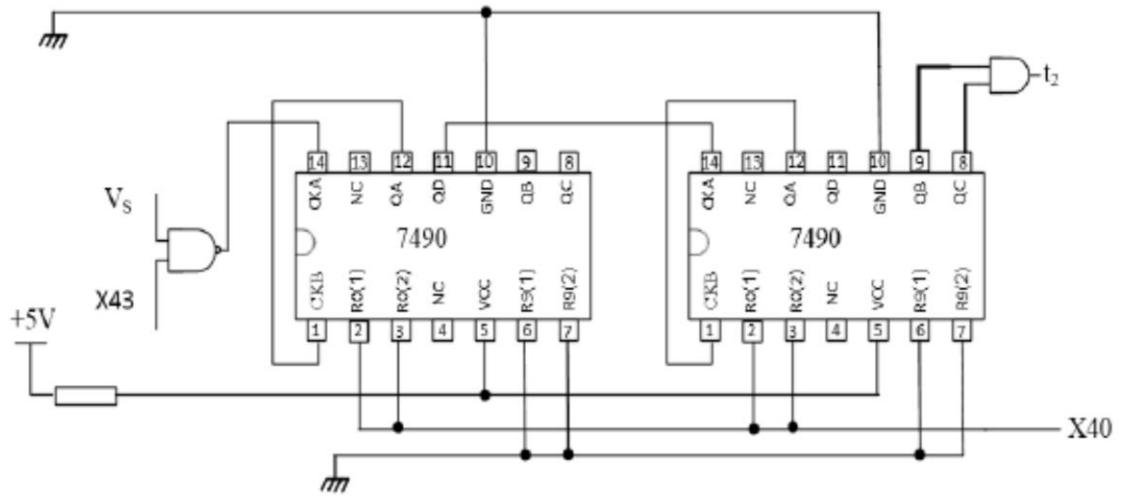 t2
14 13 12 11 10 9 8
CKA NC QA QD GND QB QC
7490
CKB R0(1) R0(2) NC VCC R9(1) R9(2)
1 2 3 4 5 6 7
14 13 12 11 10 9 8
CKA NC QA QD GND QB QC
7490
CKB R0(1) R0(2) NC VCC R9(1) R9(2)
1 2 3 4 5 6 7
VS
X43
+5V
X40